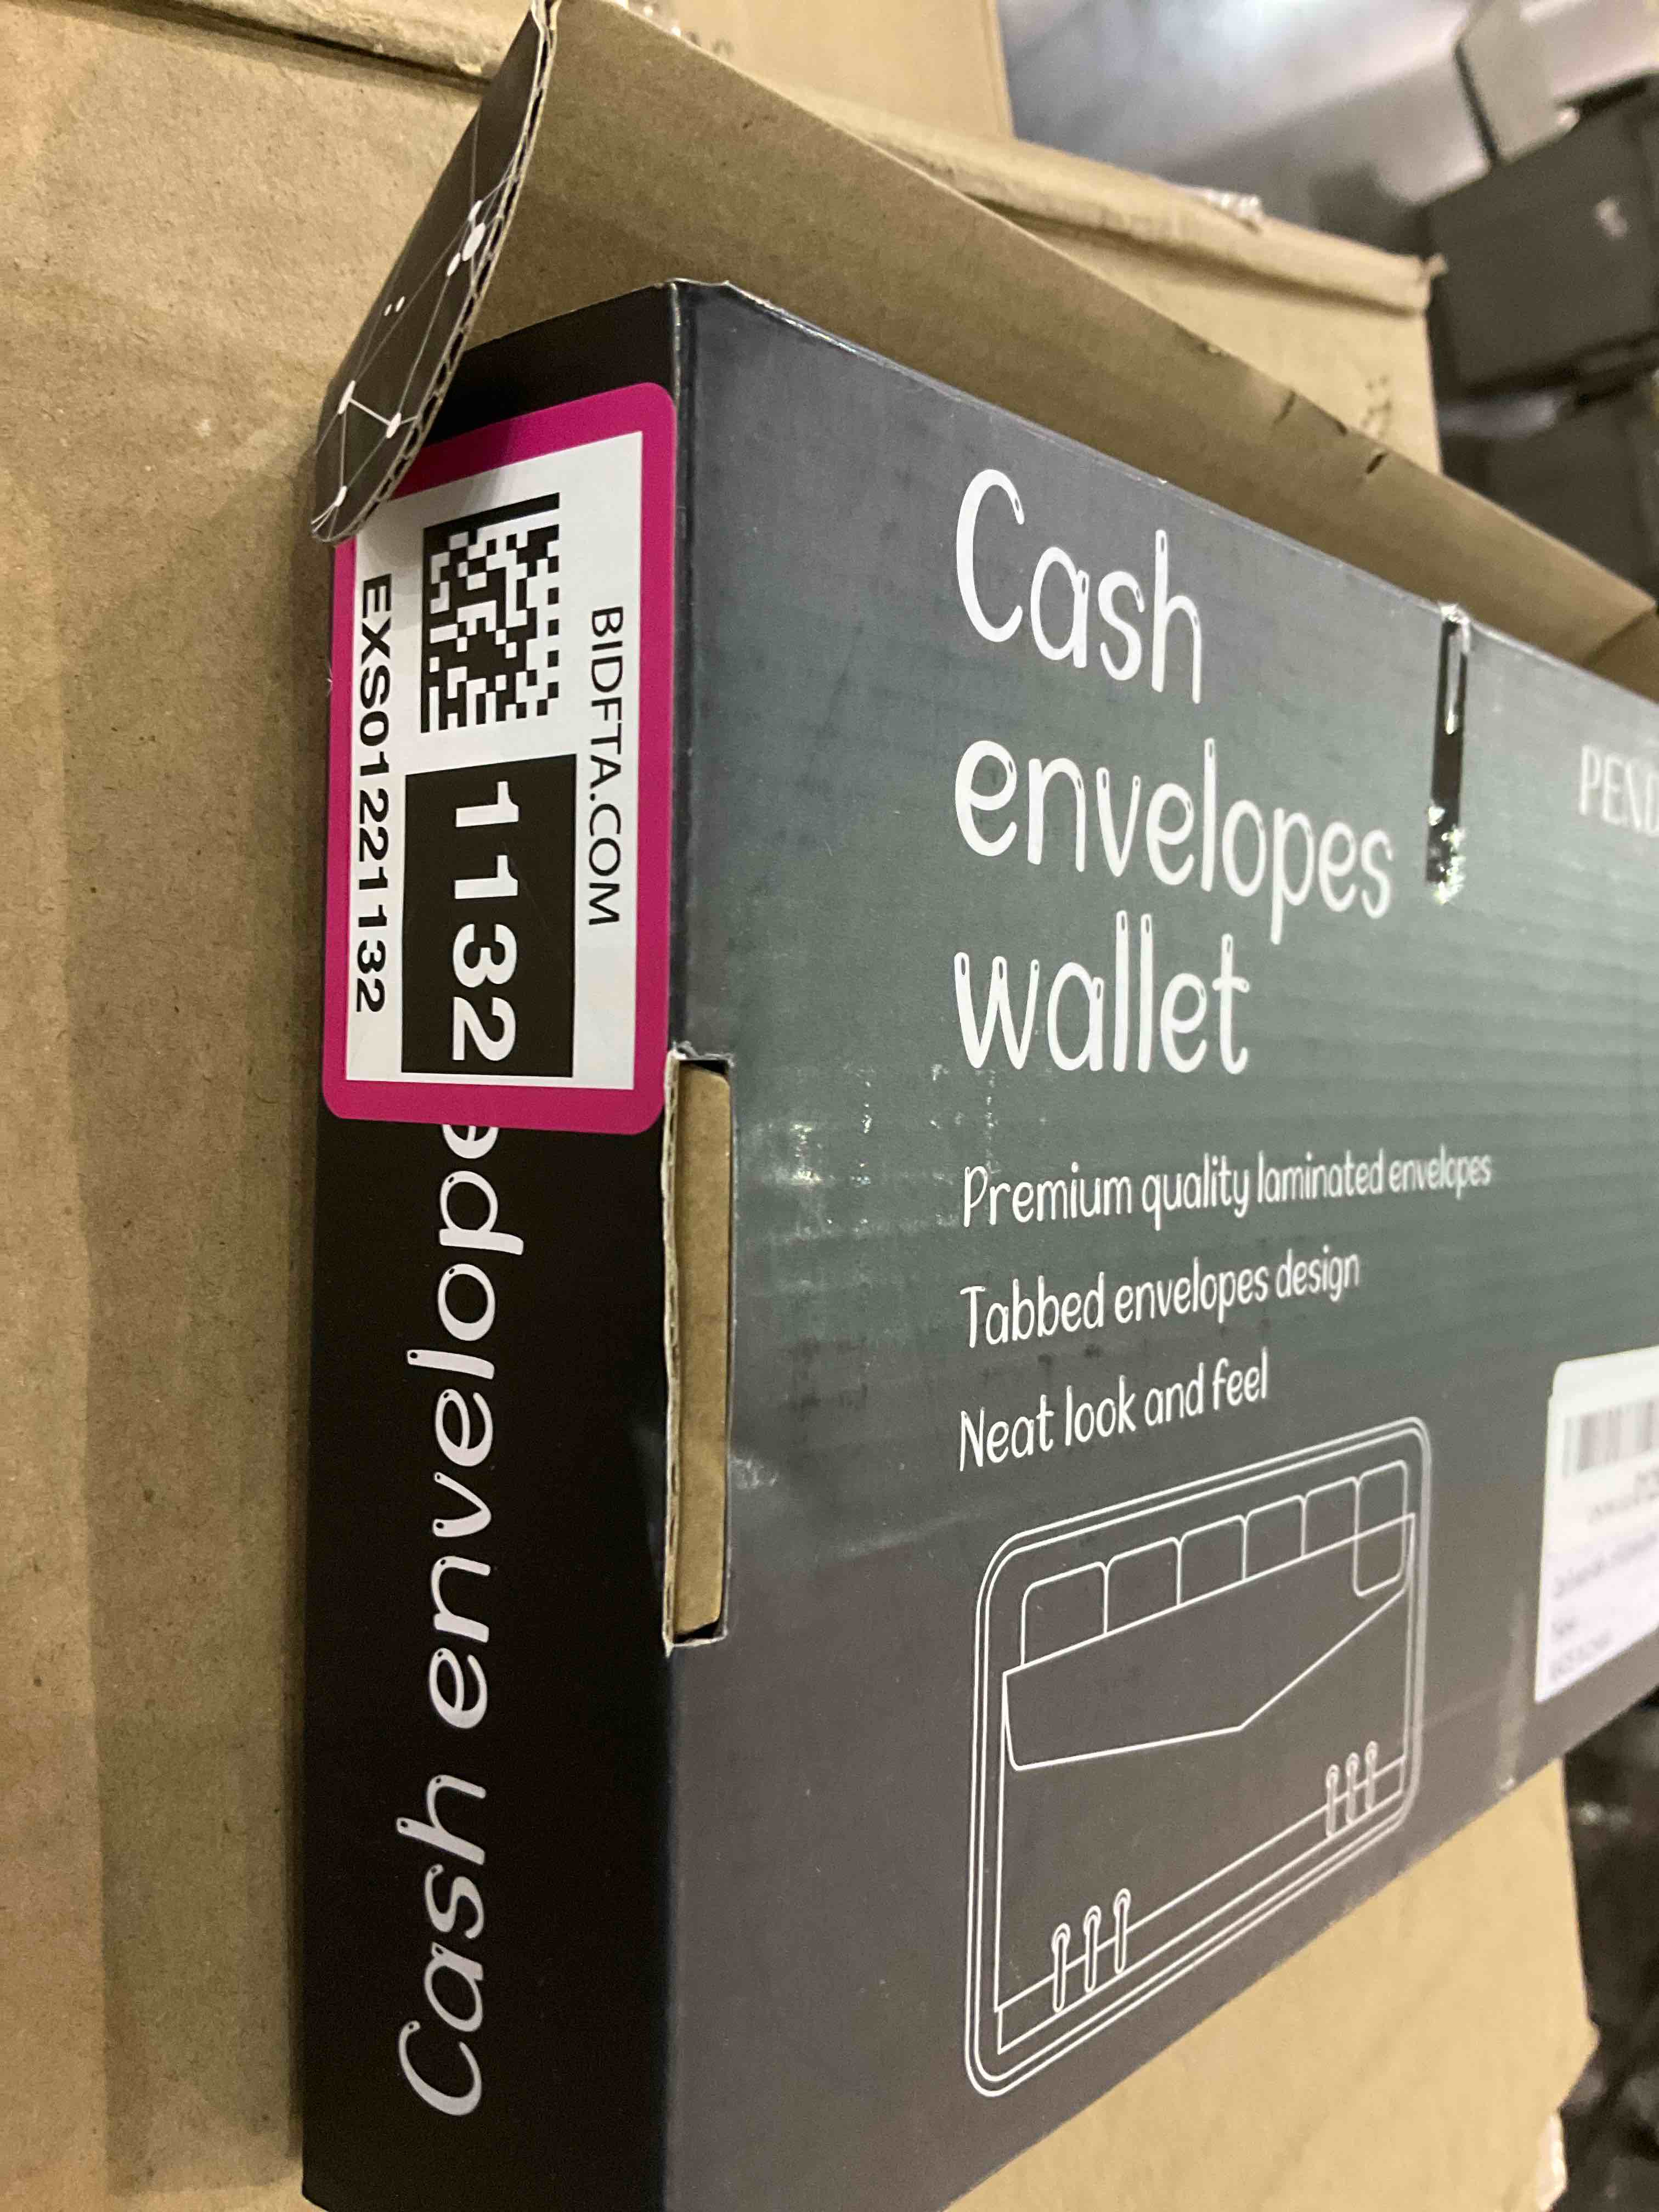 BIDFTA.COM
1132
EXS01221132
Cash envelope
Cash
envelopes
wallet
Premium quality laminated envelopes
Tabbed envelopes design
Neat look and feel